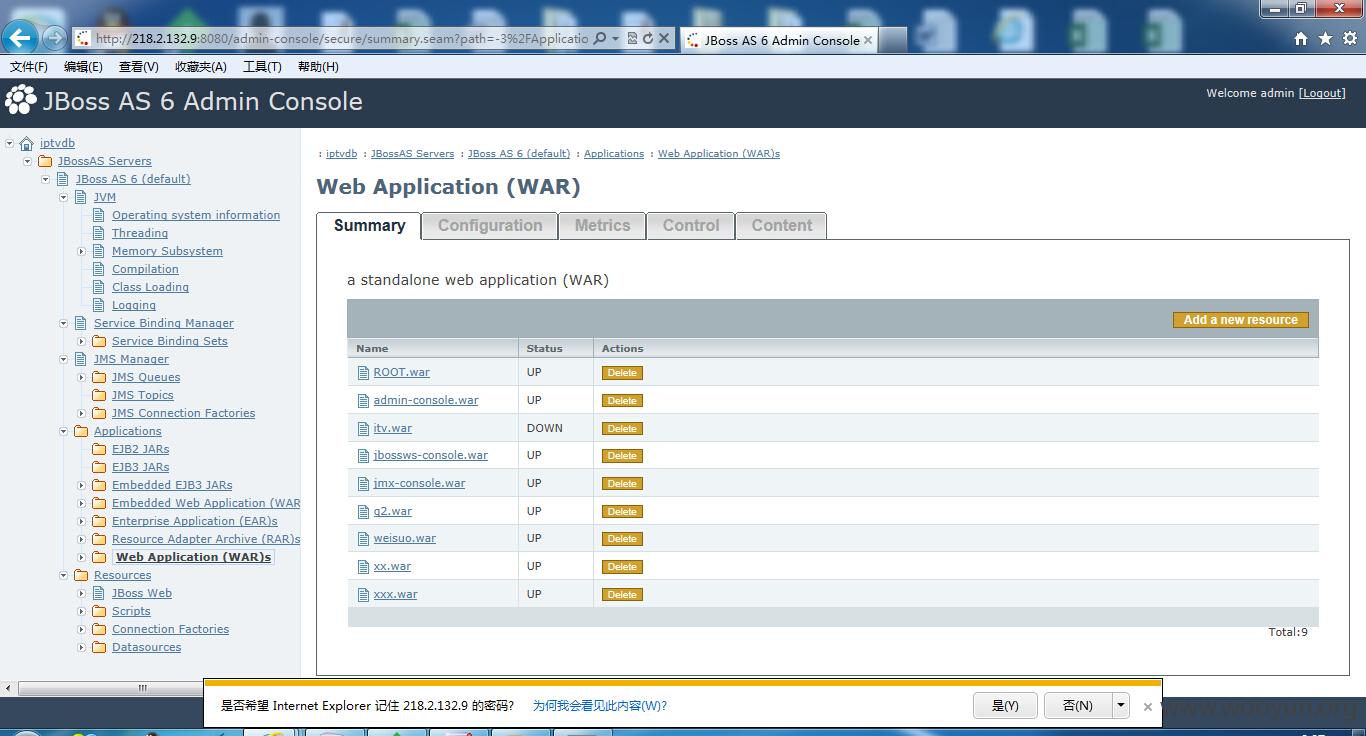 http://218.2.132.9:8080/admin-console/secure/summary.seam?path=-3%2FApplicatio
JBoss AS 6 Admin Console
文件(F) 编辑(E) 查看(V) 收藏夹(A) 工具(T) 帮助(H)
JBoss AS 6 Admin Console
Welcome admin [Logout]
iptvdb
JBossAS Servers
JBoss AS 6 (default)
JVM
Operating system information
Threading
Memory Subsystem
Compilation
Class Loading
Logging
Service Binding Manager
Service Binding Sets
JMS Manager
JMS Queues
JMS Topics
JMS Connection Factories
Applications
EJB2 JARs
EJB3 JARs
Embedded EJB3 JARs
Embedded Web Application (WAR
Enterprise Application (EAR)s
Resource Adapter Archive (RAR)s
Web Application (WAR)s
Resources
JBoss Web
Scripts
Connection Factories
Datasources
: iptvdb : JBossAS Servers : JBoss AS 6 (default) : Applications : Web Application (WAR)s
Web Application (WAR)
Summary Configuration Metrics Control Content
a standalone web application (WAR)
Add a new resource
Name Status Actions
ROOT.war UP Delete
admin-console.war UP Delete
itv.war DOWN Delete
jbossws-console.war UP Delete
jmx-console.war UP Delete
q2.war UP Delete
weisuo.war UP Delete
xx.war UP Delete
xxx.war UP Delete
Total:9
是否希望 Internet Explorer 记住 218.2.132.9 的密码? 为何我会看见此内容(W)? 是(Y) 否(N)
www.wooyun.org